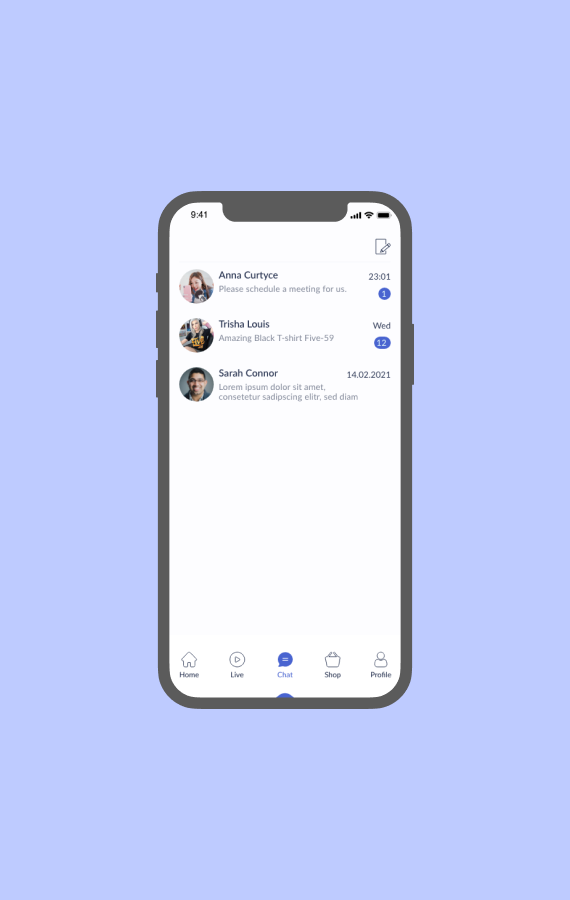 9:41
Anna Curtyce
23:01
Please schedule a meeting for us.
1
Trisha Louis
Wed
Amazing Black T-shirt Five-59
12
Sarah Connor
14.02.2021
Lorem ipsum dolor sit amet,
consetetur sadipscing elitr, sed diam
Home
Live
Chat
Shop
Profile